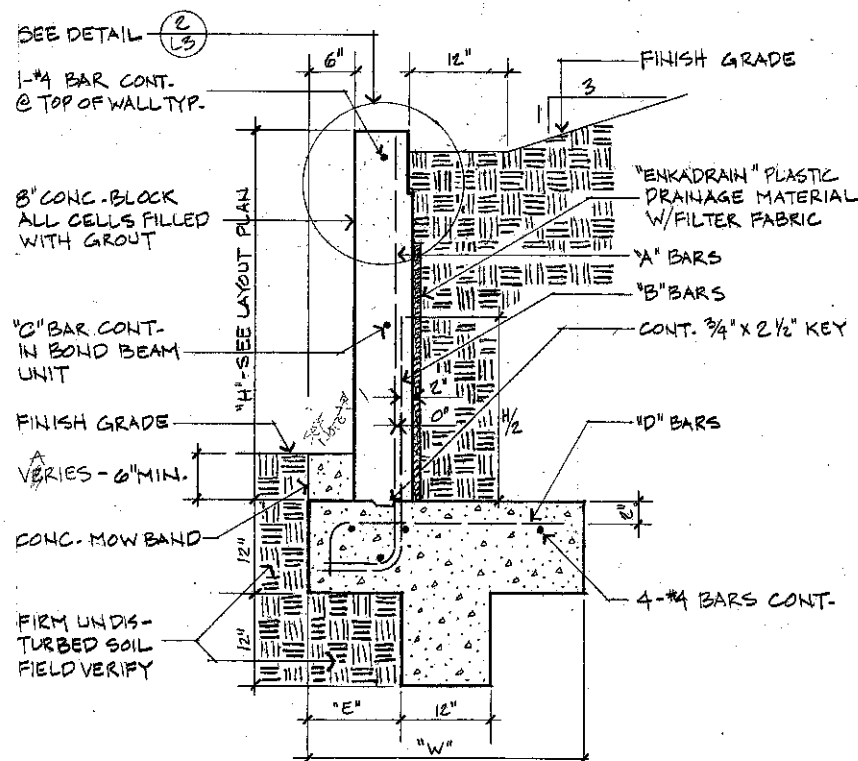 SEE DETAIL
2
L3
1-#4 BAR CONT.
@ TOP OF WALL TYP.
8" CONC. BLOCK
ALL CELLS FILLED
WITH GROUT
"C" BAR CONT.
IN BOND BEAM
UNIT
FINISH GRADE
A
VERIES - 6" MIN.
CONC. MOW BAND
FIRM UNDIS-
TURBED SOIL
FIELD VERIFY
"H" - SEE LAYOUT PLAN
12"
12"
6"
12"
1
3
FINISH GRADE
"ENKADRAIN" PLASTIC
DRAINAGE MATERIAL
W/FILTER FABRIC
"A" BARS
"B" BARS
CONT. 3/4" X 2 1/2" KEY
2"
0"
H/2
"D" BARS
2"
4-#4 BARS CONT.
"E"
12"
"W"